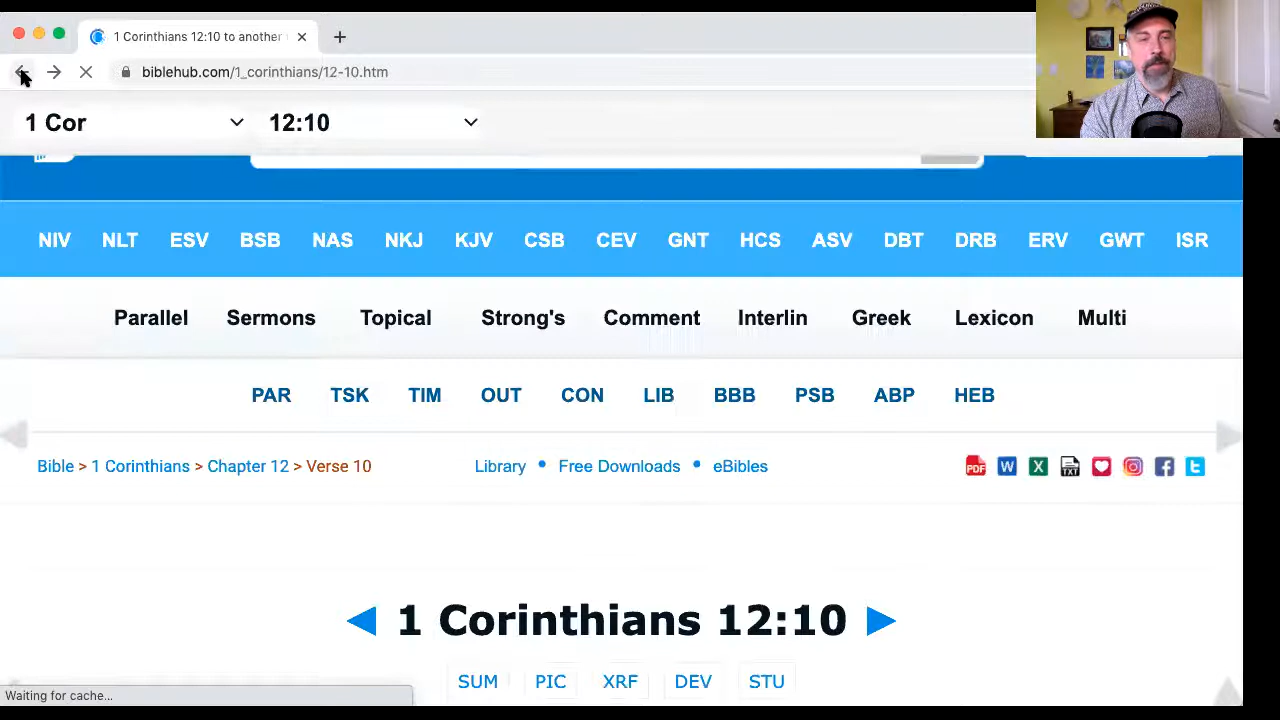 1 Corinthians 12:10 to another
biblehub.com/1_corinthians/12-10.htm
1 Cor 12:10
NIV NLT ESV BSB NAS NKJ KJV CSB CEV GNT HCS ASV DBT DRB ERV GWT ISR
Parallel Sermons Topical Strong's Comment Interlin Greek Lexicon Multi
PAR TSK TIM OUT CON LIB BBB PSB ABP HEB
Bible > 1 Corinthians > Chapter 12 > Verse 10 Library • Free Downloads • eBibles PDF W X TXT
◀ 1 Corinthians 12:10 ▶
SUM PIC XRF DEV STU
Waiting for cache...